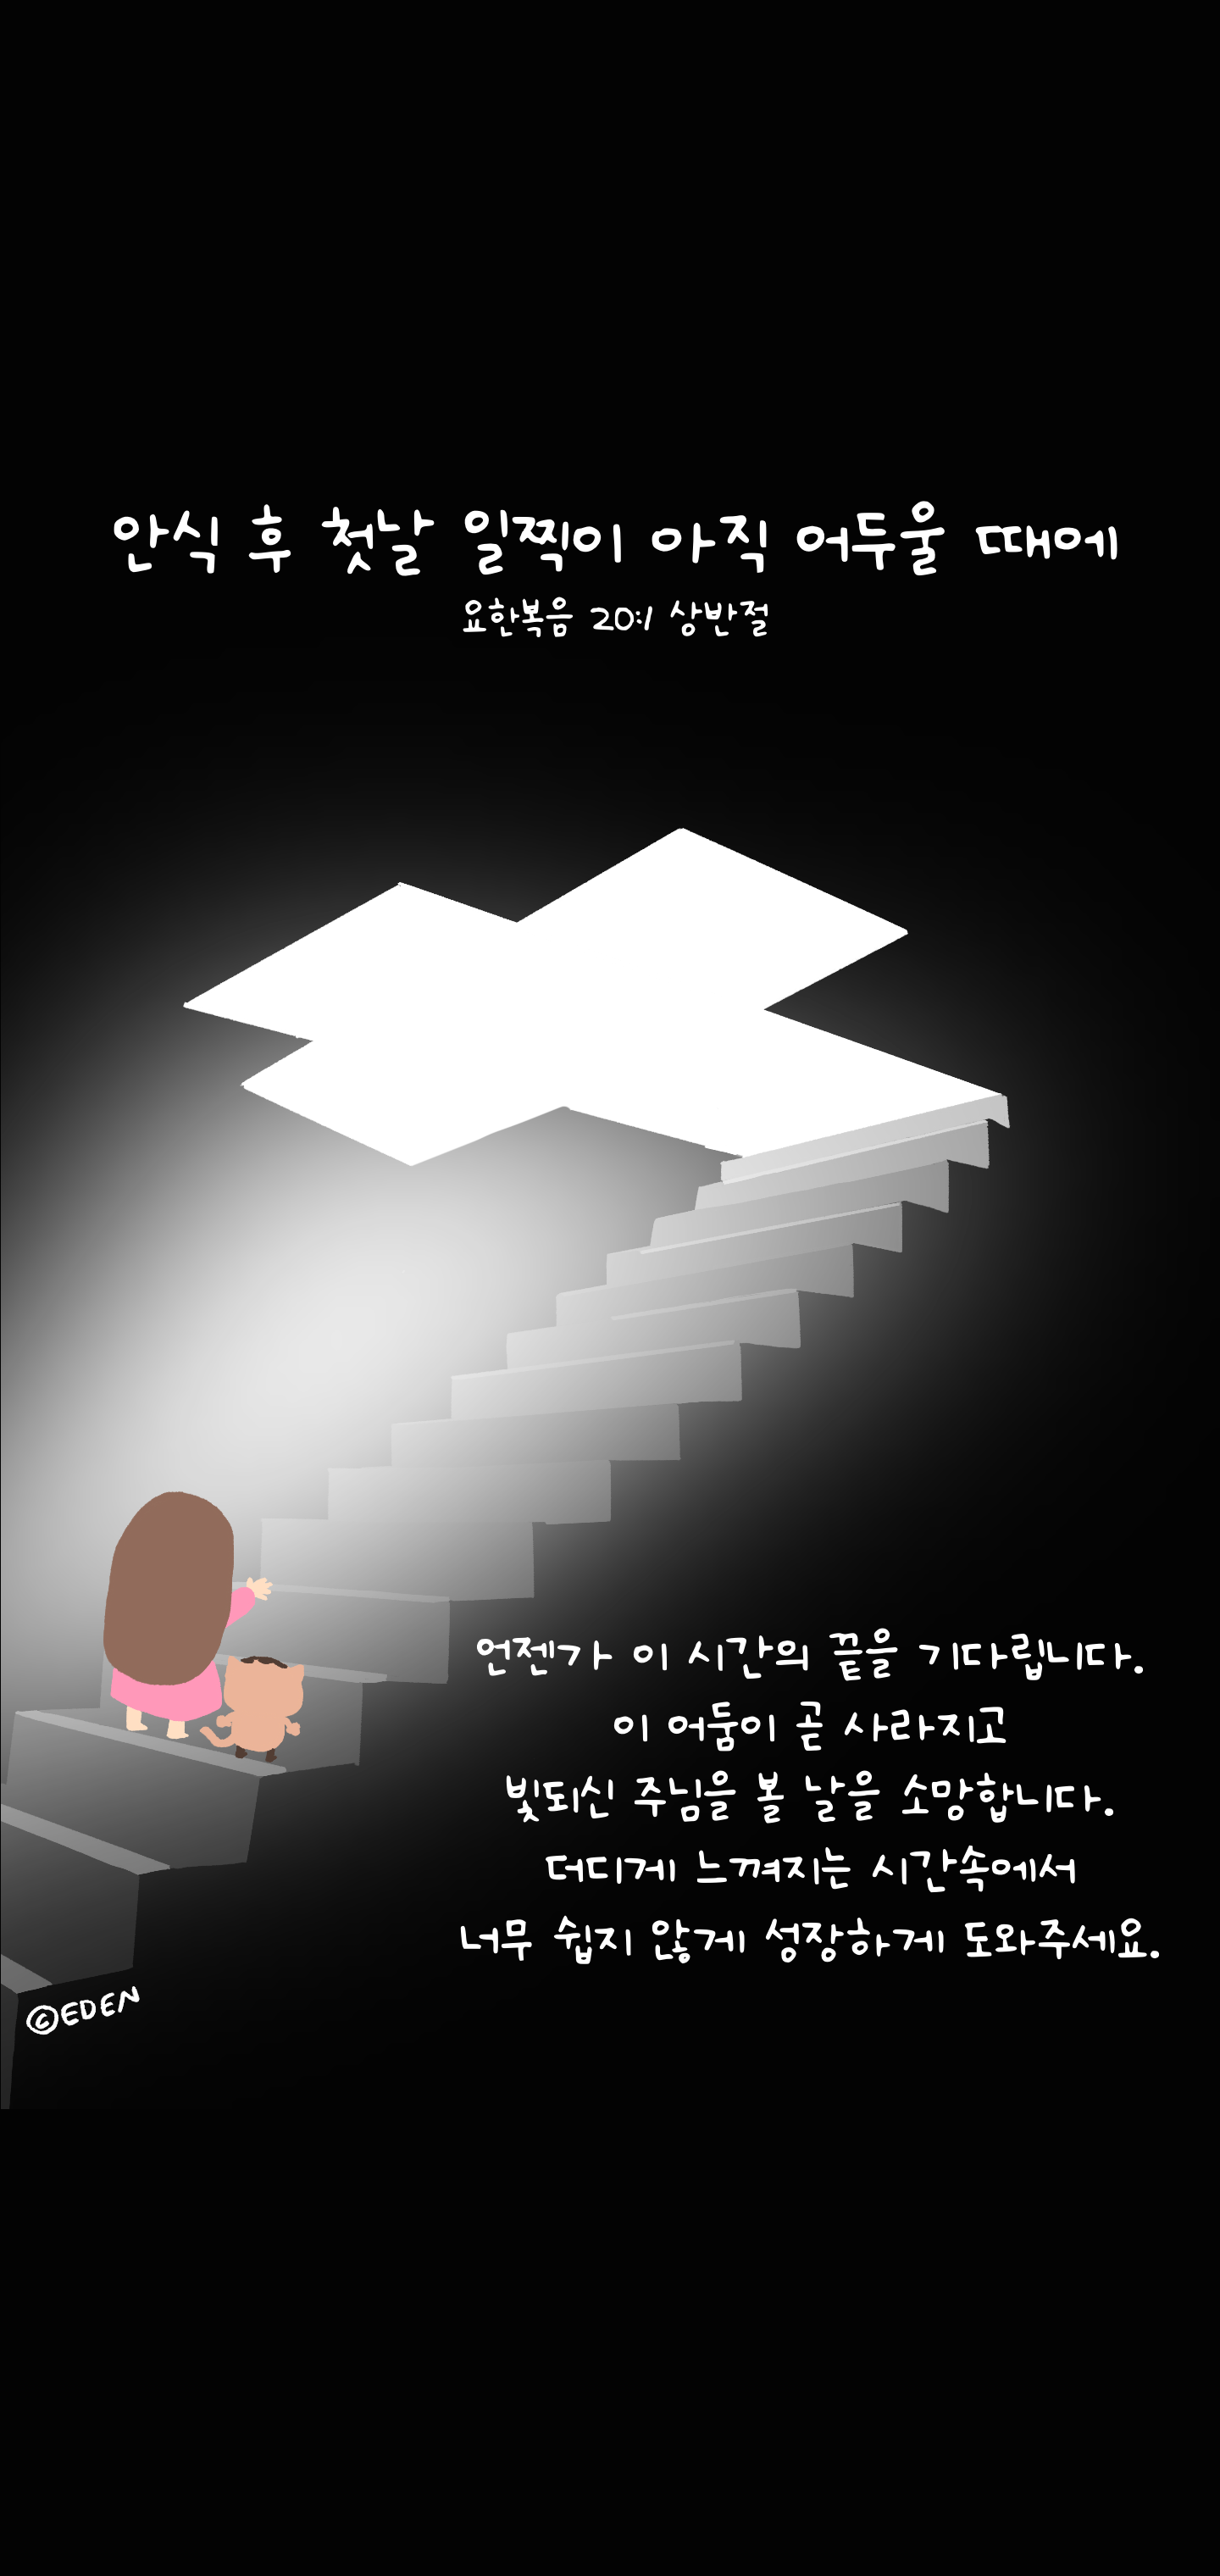 안식 후 첫날 일찍이 아직 어두울 때에
요한복음 20:1 상반절
언젠가 이 시간의 끝을 기다립니다.
이 어둠이 곧 사라지고
빛되신 주님을 볼 날을 소망합니다.
더디게 느껴지는 시간속에서
너무 쉽지 않게 성장하게 도와주세요.
©EDEN